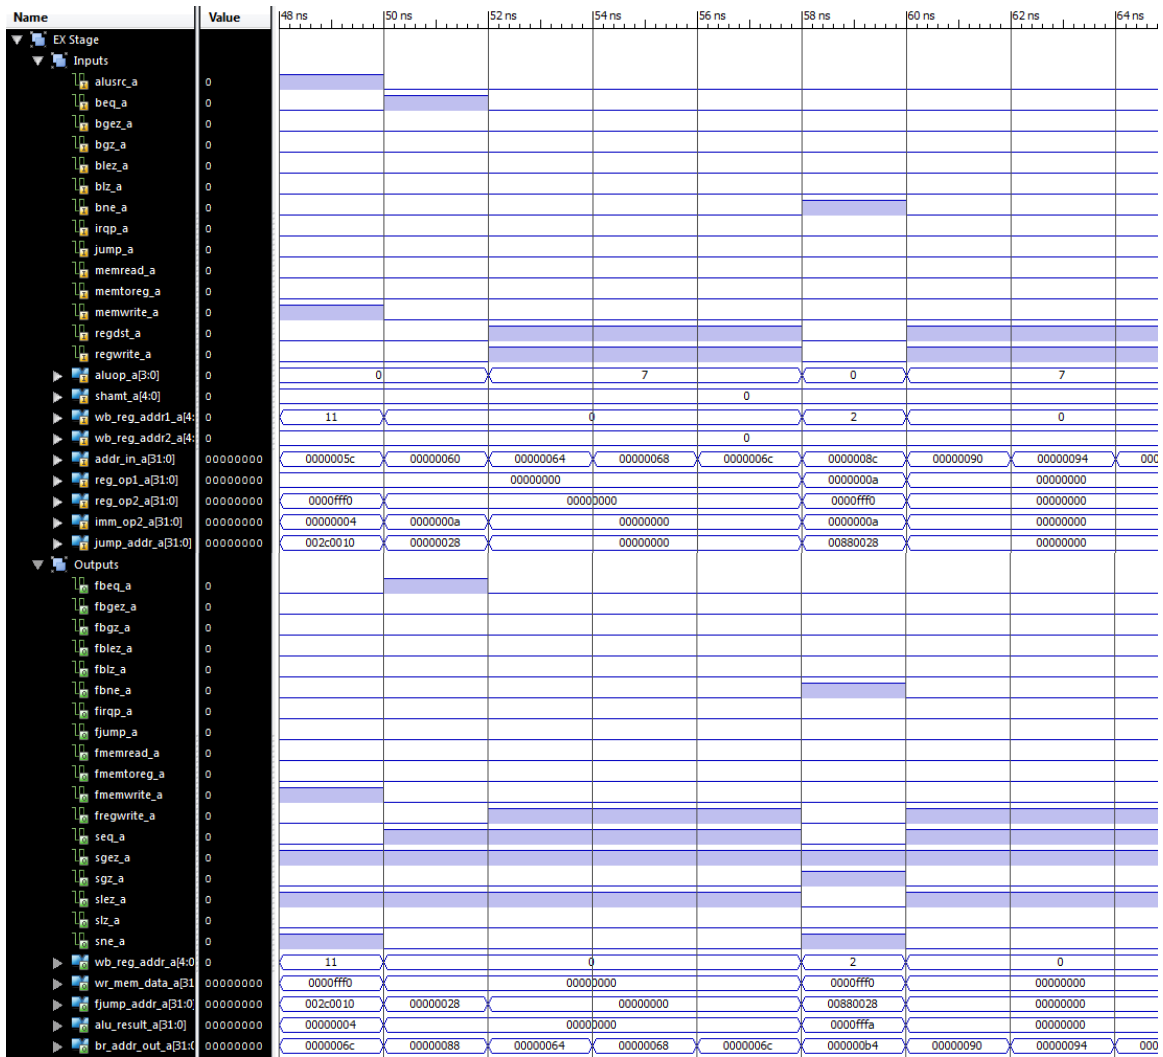 Name Value 48 ns 50 ns 52 ns 54 ns 56 ns 58 ns 60 ns 62 ns 64 ns
EX Stage
Inputs
alusrc_a 0
beq_a 0
bgez_a 0
bgz_a 0
blez_a 0
blz_a 0
bne_a 0
irqp_a 0
jump_a 0
memread_a 0
memtoreg_a 0
memwrite_a 0
regdst_a 0
regwrite_a 0
aluop_a[3:0] 0 0 7 0 7
shamt_a[4:0] 0 0
wb_reg_addr1_a[4: 0 11 0 2 0
wb_reg_addr2_a[4: 0 0
addr_in_a[31:0] 00000000 0000005c 00000060 00000064 00000068 0000006c 0000008c 00000090 00000094 000
reg_op1_a[31:0] 00000000 00000000 0000000a 00000000
reg_op2_a[31:0] 00000000 0000fff0 00000000 0000fff0 00000000
imm_op2_a[31:0] 00000000 00000004 0000000a 00000000 0000000a 00000000
jump_addr_a[31:0] 00000000 002c0010 00000028 00000000 00880028 00000000
Outputs
fbeq_a 0
fbgez_a 0
fbgz_a 0
fblez_a 0
fblz_a 0
fbne_a 0
firqp_a 0
fjump_a 0
fmemread_a 0
fmemtoreg_a 0
fmemwrite_a 0
fregwrite_a 0
seq_a 0
sgez_a 0
sgz_a 0
slez_a 0
slz_a 0
sne_a 0
wb_reg_addr_a[4:0 0 11 0 2 0
wr_mem_data_a[31 00000000 0000fff0 00000000 0000fff0 00000000
fjump_addr_a[31:0] 00000000 002c0010 00000028 00000000 00880028 00000000
alu_result_a[31:0] 00000000 00000004 00000000 0000fffa 00000000
br_addr_out_a[31:0 00000000 0000006c 00000088 00000064 00000068 0000006c 000000b4 00000090 00000094 000